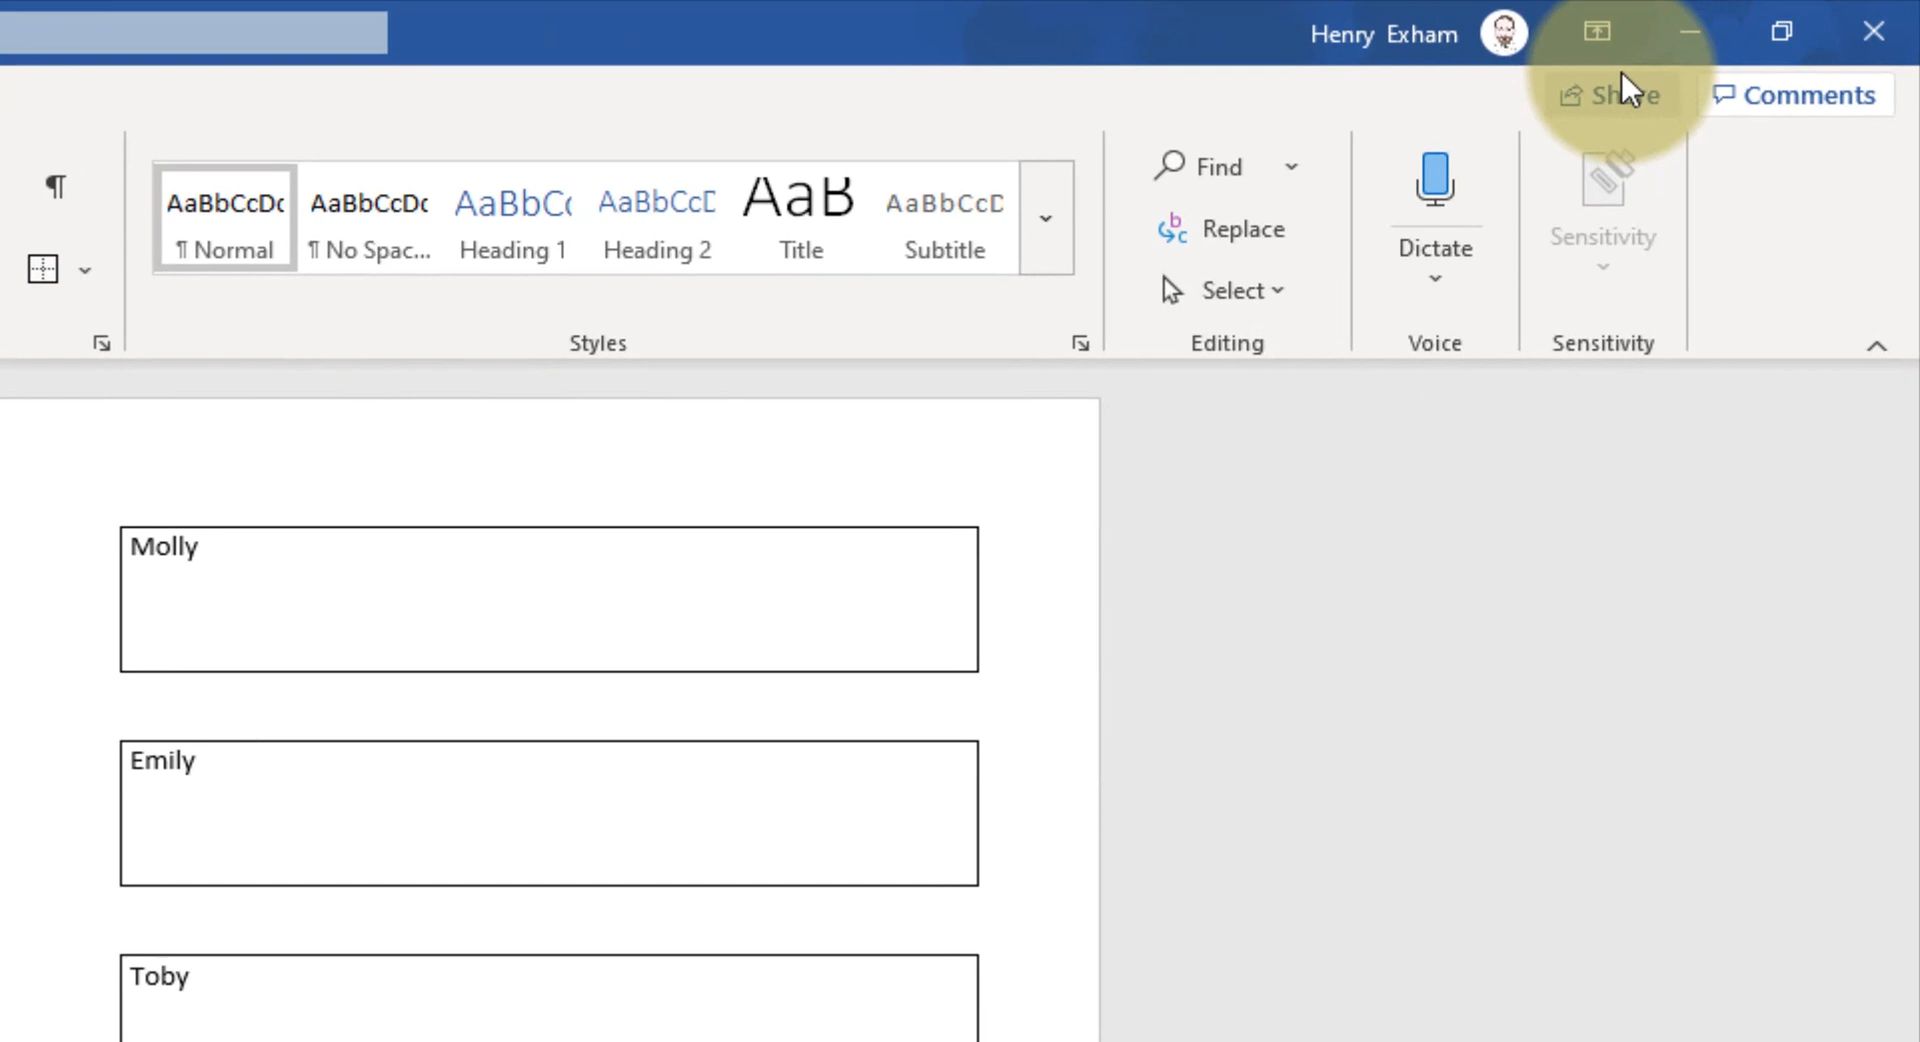 Henry Exham
Share
Comments
AaBbCcDc
AaBbCcDc
AaBbCc
AaBbCcD
AaB
AaBbCcD
¶ Normal
¶ No Spac...
Heading 1
Heading 2
Title
Subtitle
Styles
Find
Replace
Select
Editing
Dictate
Voice
Sensitivity
Sensitivity
Molly
Emily
Toby